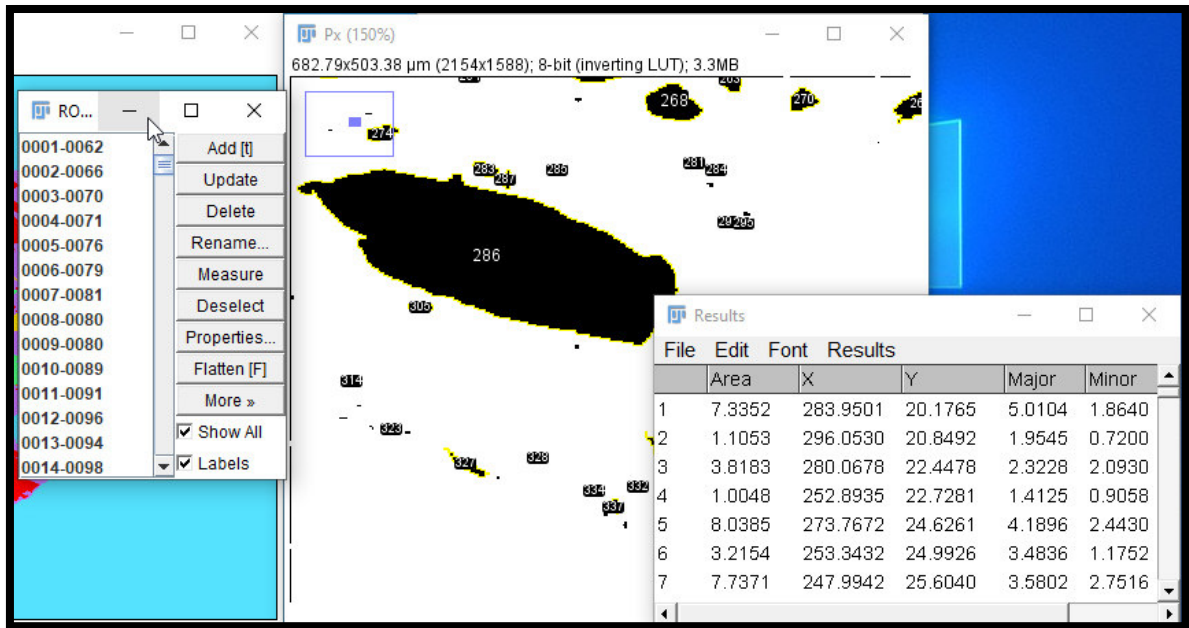 Px (150%)
682.79x503.38 µm (2154x1588); 8-bit (inverting LUT); 3.3MB
RO...
0001-0062
0002-0066
0003-0070
0004-0071
0005-0076
0006-0079
0007-0081
0008-0080
0009-0080
0010-0089
0011-0091
0012-0096
0013-0094
0014-0098
Add [t]
Update
Delete
Rename...
Measure
Deselect
Properties...
Flatten [F]
More »
Show All
Labels
268
270
274
281
284
283
287
285
295
286
305
314
323
327
328
334
332
337
Results
File Edit Font Results
Area X Y Major Minor
1 7.3352 283.9501 20.1765 5.0104 1.8640
2 1.1053 296.0530 20.8492 1.9545 0.7200
3 3.8183 280.0678 22.4478 2.3228 2.0930
4 1.0048 252.8935 22.7281 1.4125 0.9058
5 8.0385 273.7672 24.6261 4.1896 2.4430
6 3.2154 253.3432 24.9926 3.4836 1.1752
7 7.7371 247.9942 25.6040 3.5802 2.7516